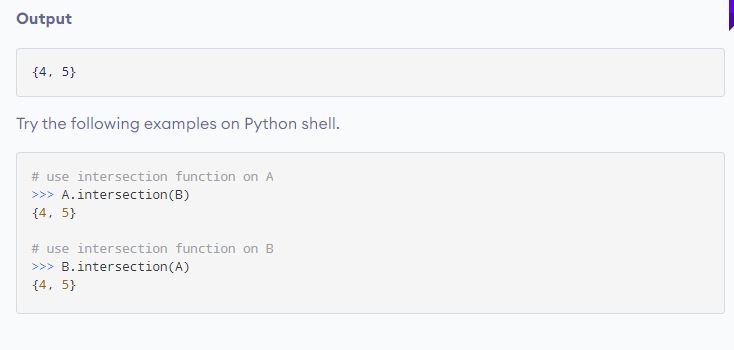 Output
{4, 5}
Try the following examples on Python shell.
# use intersection function on A
>>> A.intersection(B)
{4, 5}
# use intersection function on B
>>> B.intersection(A)
{4, 5}